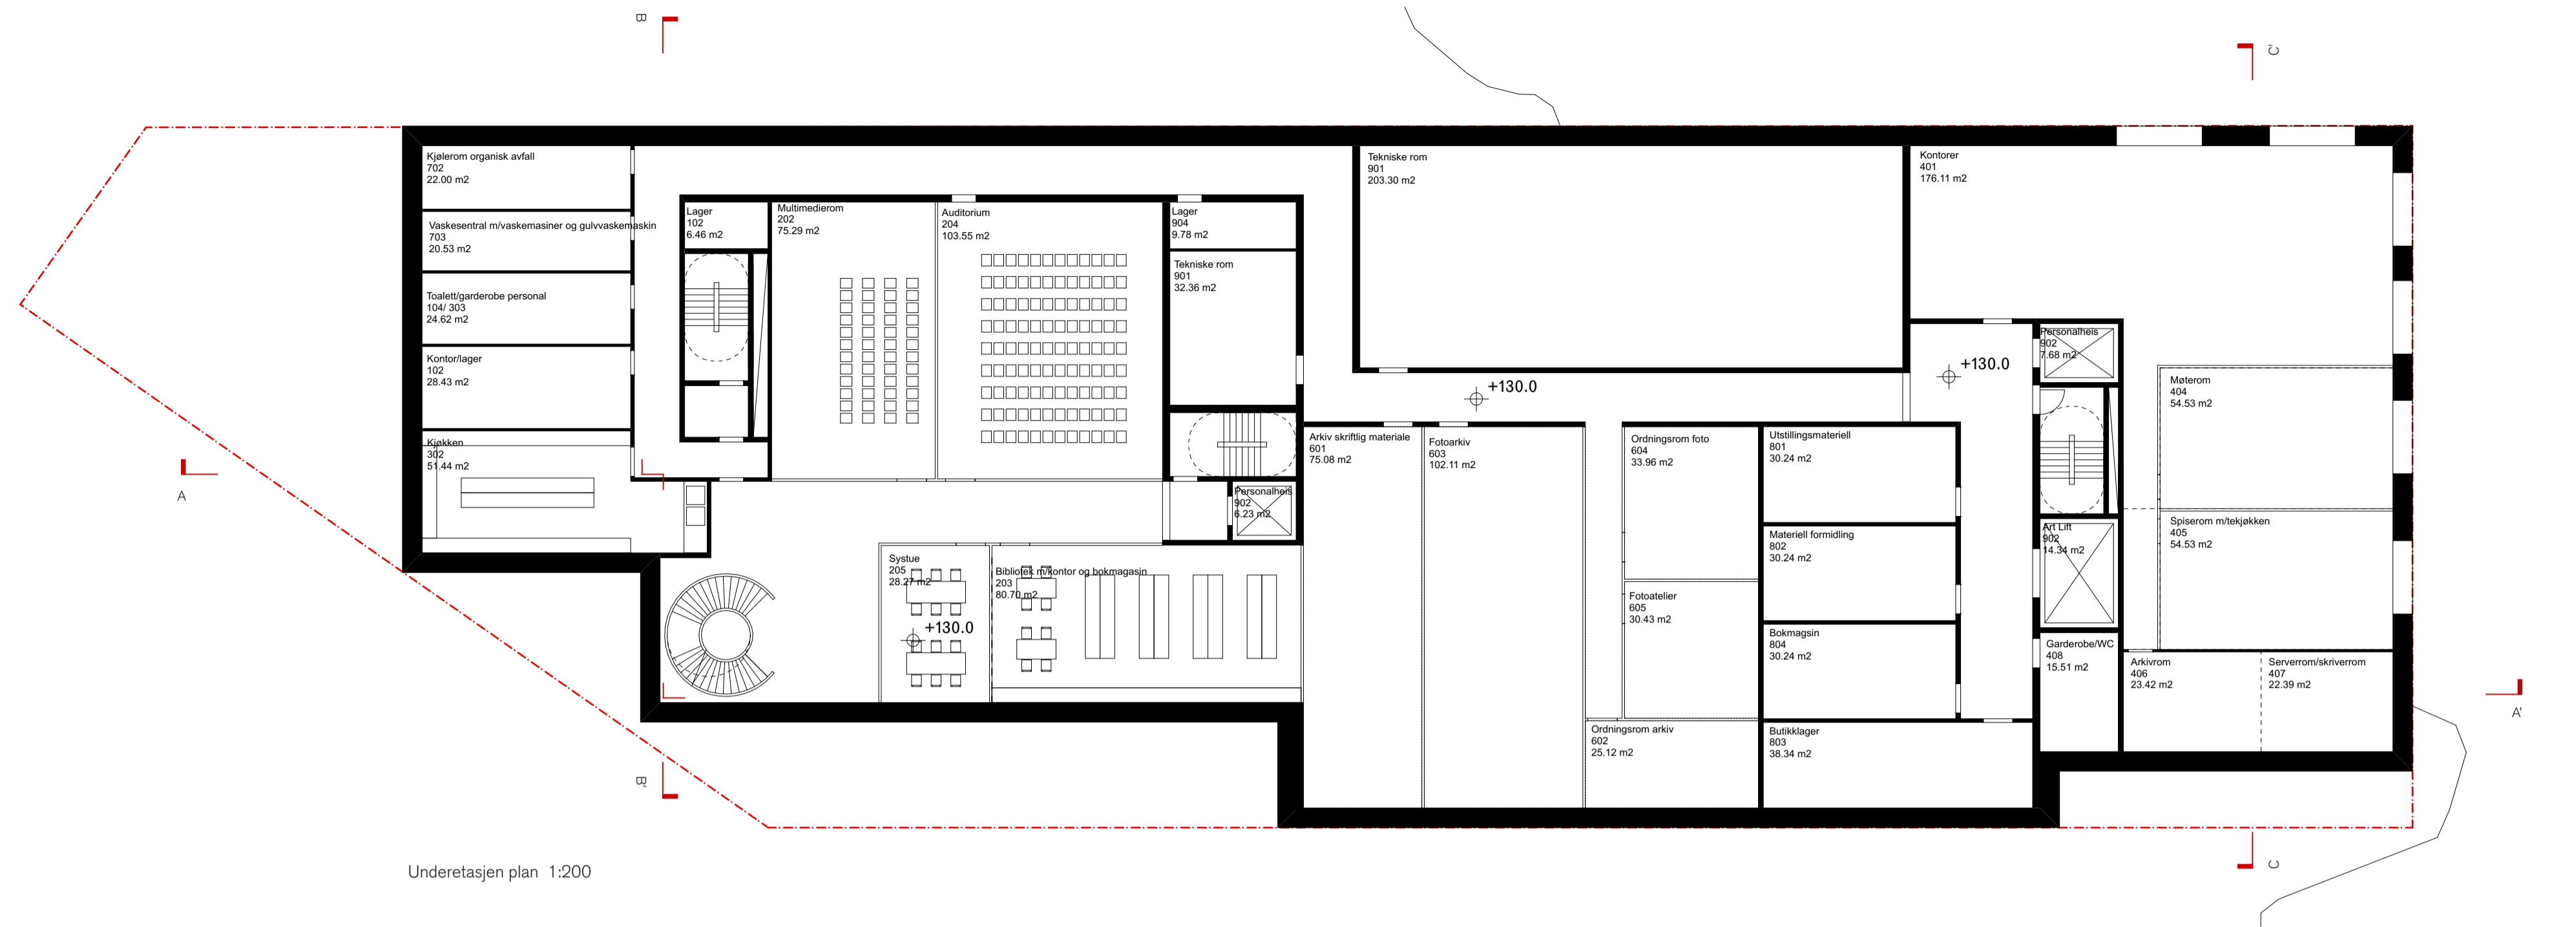 B
C'
Kjølerom organisk avfall
702
22.00 m2
Vaskesentral m/vaskemasiner og gulvvaskemaskin
703
20.53 m2
Toalett/garderobe personal
104/ 303
24.62 m2
Kontor/lager
102
28.43 m2
Kjøkken
302
51.44 m2
Lager
102
6.46 m2
Multimedierom
202
75.29 m2
Auditorium
204
103.55 m2
Lager
904
9.78 m2
Tekniske rom
901
32.36 m2
Personalheis
902
6.23 m2
Systue
205
28.27 m2
Bibliotek m/kontor og bokmagasin
203
80.70 m2
+130.0
Tekniske rom
901
203.30 m2
+130.0
Kontorer
401
176.11 m2
+130.0
Personalheis
902
7.68 m2
Møterom
404
54.53 m2
Spiserom m/tekjøkken
405
54.53 m2
Art Lift
902
14.34 m2
Garderobe/WC
408
15.51 m2
Arkivrom
406
23.42 m2
Serverrom/skriverrom
407
22.39 m2
Arkiv skriftlig materiale
601
75.08 m2
Fotoarkiv
603
102.11 m2
Ordningsrom foto
604
33.96 m2
Fotoatelier
605
30.43 m2
Ordningsrom arkiv
602
25.12 m2
Utstillingsmateriell
801
30.24 m2
Materiell formidling
802
30.24 m2
Bokmagsin
804
30.24 m2
Butikklager
803
38.34 m2
A
A'
B'
C
Underetasjen plan 1:200